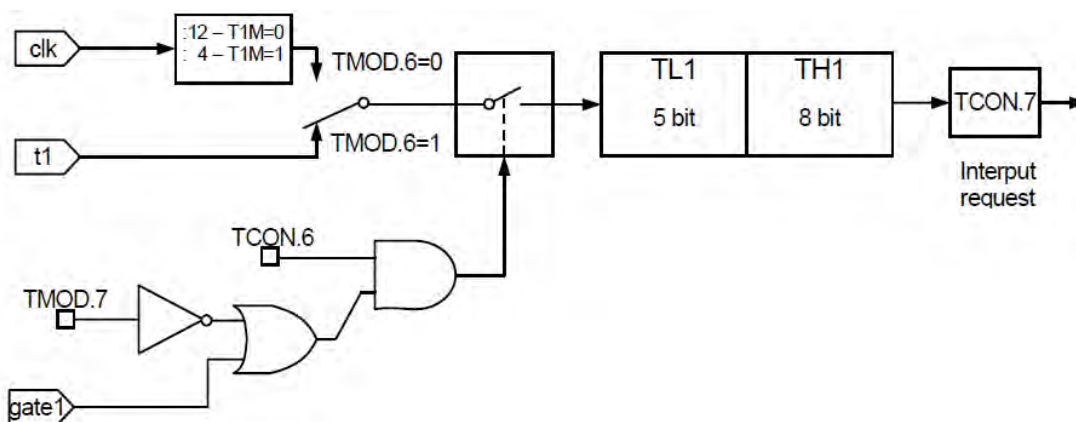 clk
:12 – T1M=0
: 4 – T1M=1
TMOD.6=0
TMOD.6=1
t1
TL1
5 bit
TH1
8 bit
TCON.7
Interput
request
TCON.6
TMOD.7
gate1